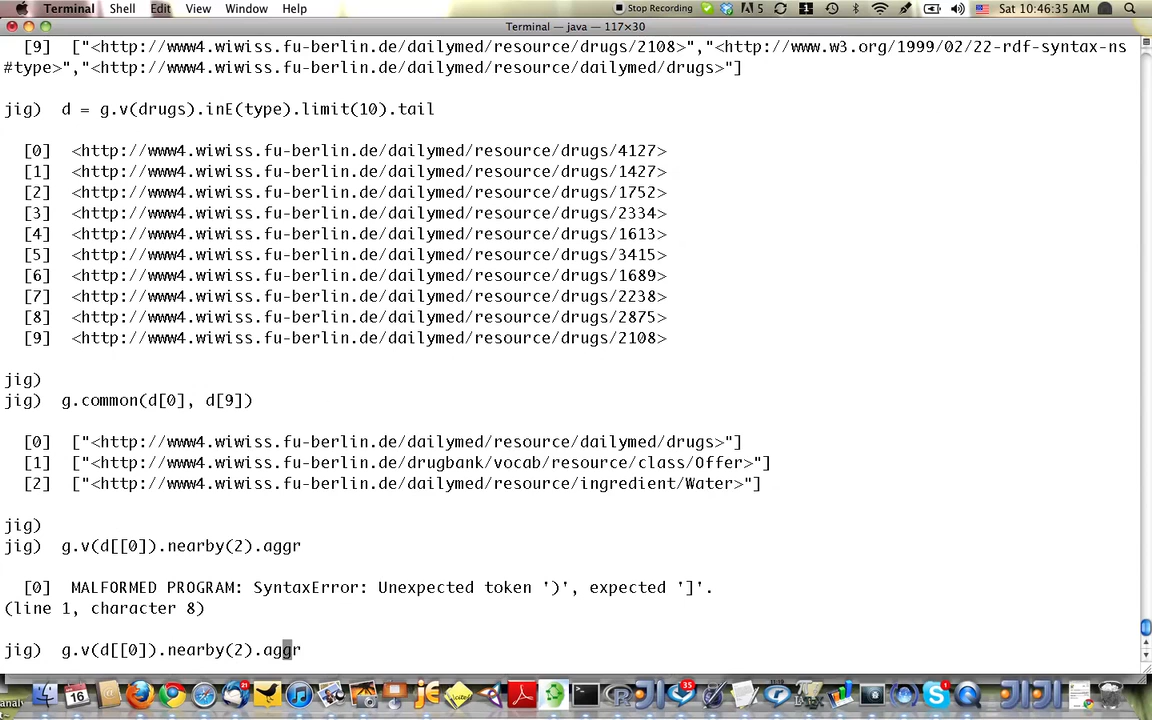 Terminal Shell Edit View Window Help Stop Recording 5 1 Sat 10:46:35 AM
Terminal — java — 117×30
[9] ["<http://www4.wiwiss.fu-berlin.de/dailymed/resource/drugs/2108>","<http://www.w3.org/1999/02/22-rdf-syntax-ns
#type>","<http://www4.wiwiss.fu-berlin.de/dailymed/resource/dailymed/drugs>"]
jig) d = g.v(drugs).inE(type).limit(10).tail
[0] <http://www4.wiwiss.fu-berlin.de/dailymed/resource/drugs/4127>
[1] <http://www4.wiwiss.fu-berlin.de/dailymed/resource/drugs/1427>
[2] <http://www4.wiwiss.fu-berlin.de/dailymed/resource/drugs/1752>
[3] <http://www4.wiwiss.fu-berlin.de/dailymed/resource/drugs/2334>
[4] <http://www4.wiwiss.fu-berlin.de/dailymed/resource/drugs/1613>
[5] <http://www4.wiwiss.fu-berlin.de/dailymed/resource/drugs/3415>
[6] <http://www4.wiwiss.fu-berlin.de/dailymed/resource/drugs/1689>
[7] <http://www4.wiwiss.fu-berlin.de/dailymed/resource/drugs/2238>
[8] <http://www4.wiwiss.fu-berlin.de/dailymed/resource/drugs/2875>
[9] <http://www4.wiwiss.fu-berlin.de/dailymed/resource/drugs/2108>
jig)
jig) g.common(d[0], d[9])
[0] ["<http://www4.wiwiss.fu-berlin.de/dailymed/resource/dailymed/drugs>"]
[1] ["<http://www4.wiwiss.fu-berlin.de/drugbank/vocab/resource/class/Offer>"]
[2] ["<http://www4.wiwiss.fu-berlin.de/dailymed/resource/ingredient/Water>"]
jig)
jig) g.v(d[[0]).nearby(2).aggr
[0] MALFORMED PROGRAM: SyntaxError: Unexpected token ')', expected ']'.
(line 1, character 8)
jig) g.v(d[[0]).nearby(2).aggr